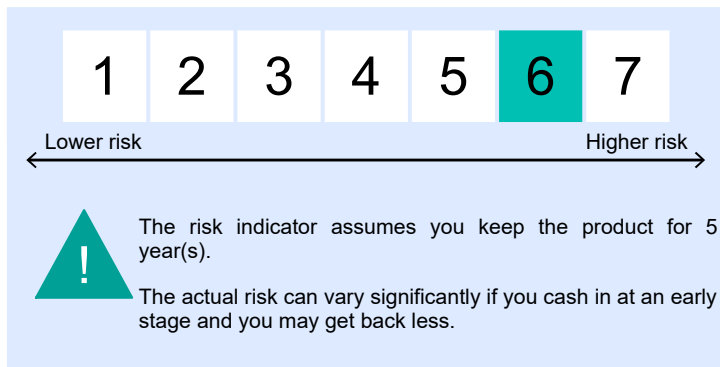 1 2 3 4 5 6 7
Lower risk Higher risk
!
The risk indicator assumes you keep the product for 5
year(s).
The actual risk can vary significantly if you cash in at an early
stage and you may get back less.